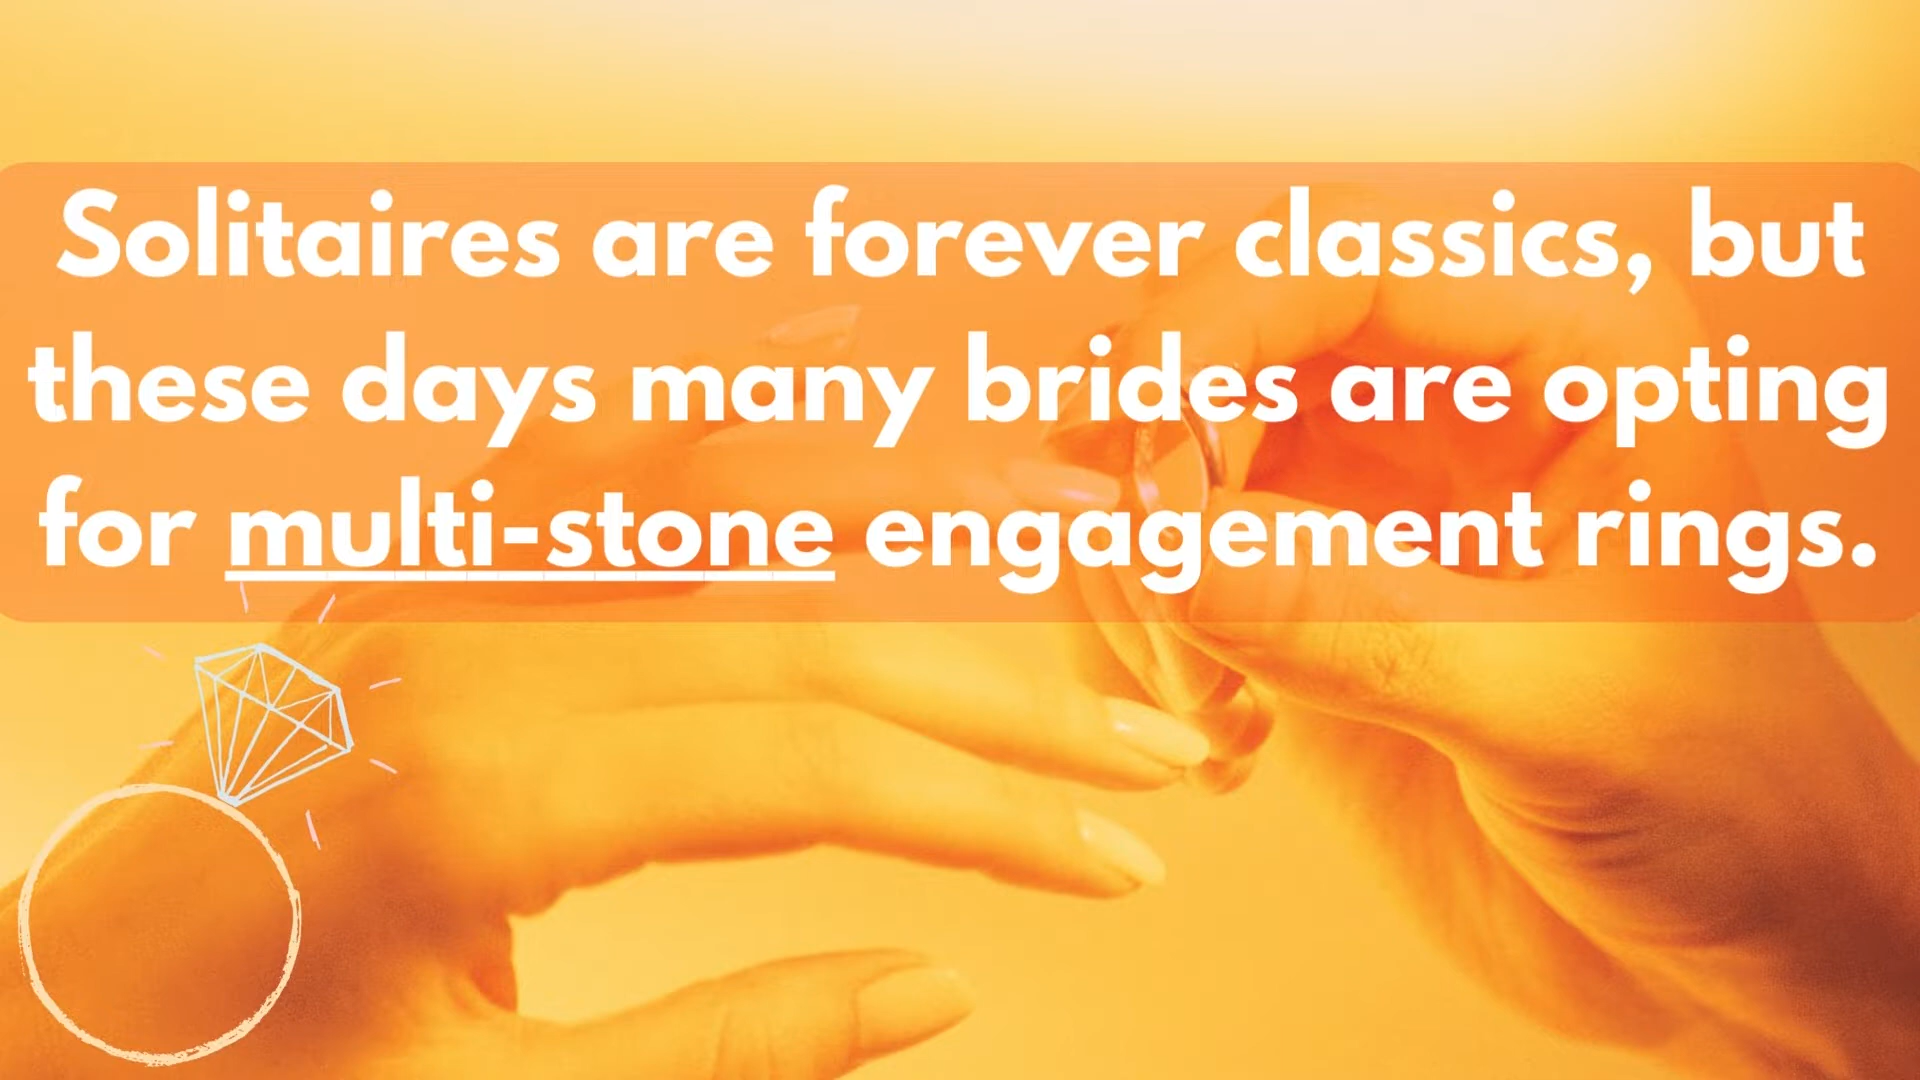 Solitaires are forever classics, but
these days many brides are opting
for multi-stone engagement rings.